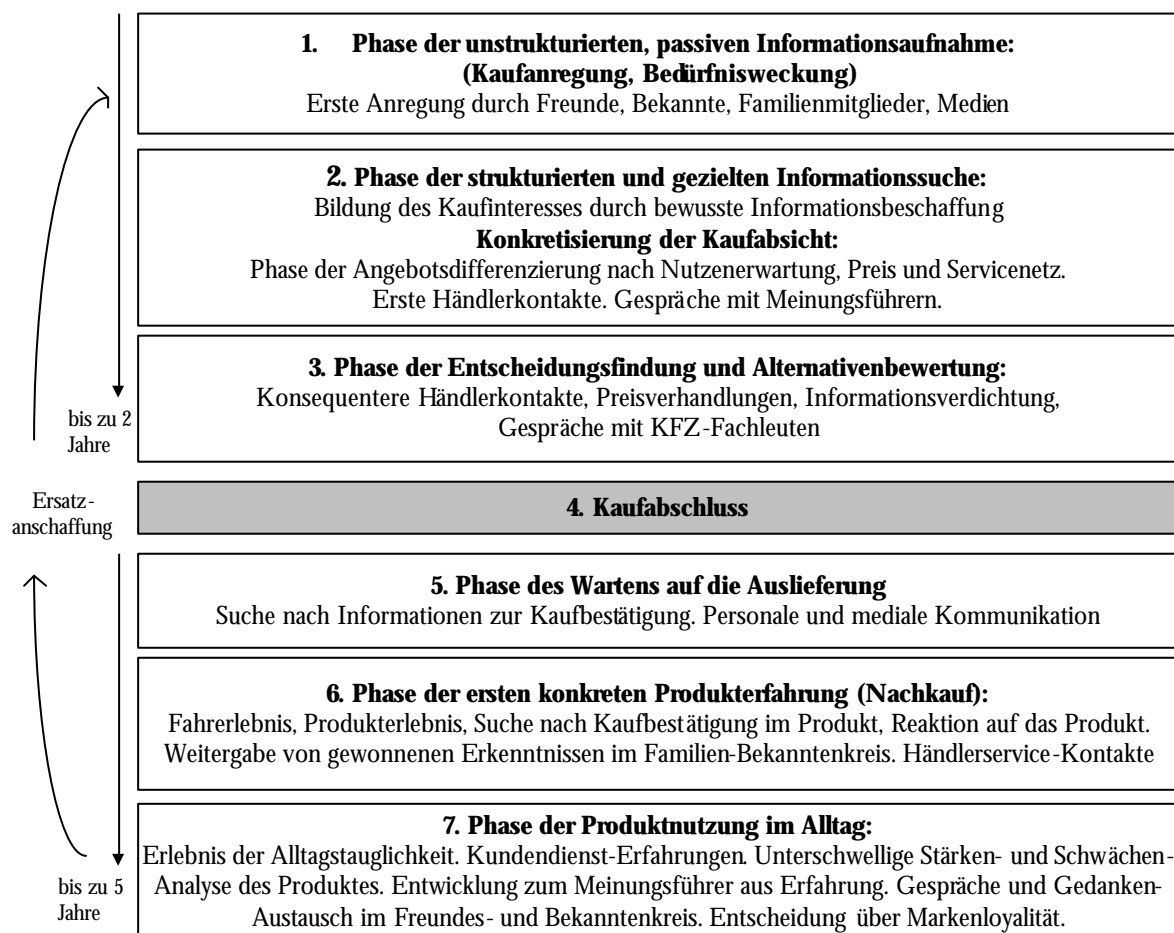 1. Phase der unstrukturierten, passiven Informationsaufnahme:
(Kaufanregung, Bedürfnisweckung)
Erste Anregung durch Freunde, Bekannte, Familienmitglieder, Medien
2. Phase der strukturierten und gezielten Informationssuche:
Bildung des Kaufinteresses durch bewusste Informationsbeschaffung
Konkretisierung der Kaufabsicht:
Phase der Angebotsdifferenzierung nach Nutzenerwartung, Preis und Servicenetz.
Erste Händlerkontakte. Gespräche mit Meinungsführern.
3. Phase der Entscheidungsfindung und Alternativenbewertung:
Konsequentere Händlerkontakte, Preisverhandlungen, Informationsverdichtung,
Gespräche mit KFZ-Fachleuten
bis zu 2
Jahre
Ersatz-
anschaffung
4. Kaufabschluss
5. Phase des Wartens auf die Auslieferung
Suche nach Informationen zur Kaufbestätigung. Personale und mediale Kommunikation
6. Phase der ersten konkreten Produkterfahrung (Nachkauf):
Fahrerlebnis, Produkterlebnis, Suche nach Kaufbestätigung im Produkt, Reaktion auf das Produkt.
Weitergabe von gewonnenen Erkenntnissen im Familien-Bekanntenkreis. Händlerservice-Kontakte
7. Phase der Produktnutzung im Alltag:
Erlebnis der Alltagstauglichkeit. Kundendienst-Erfahrungen. Unterschwellige Stärken- und Schwächen-
Analyse des Produktes. Entwicklung zum Meinungsführer aus Erfahrung. Gespräche und Gedanken-
Austausch im Freundes- und Bekanntenkreis. Entscheidung über Markenloyalität.
bis zu 5
Jahre